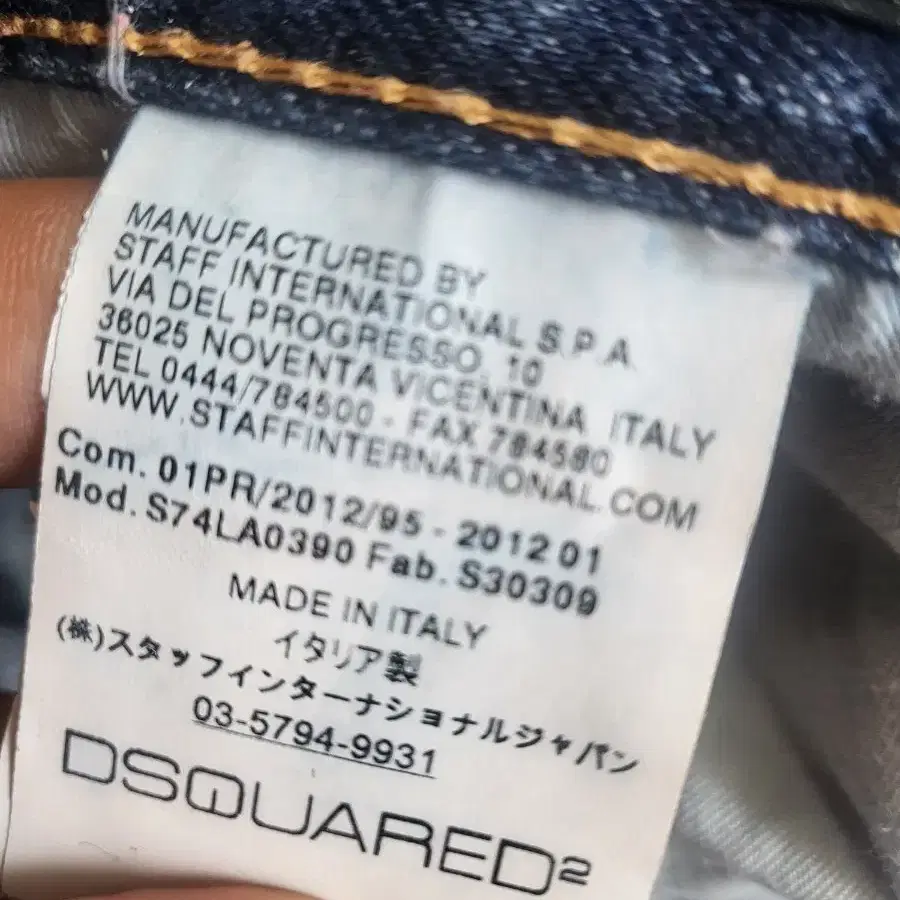 MANUFACTURED BY
STAFF INTERNATIONAL S.P.A.
VIA DEL PROGRESSO, 10
36025 NOVENTA VICENTINA ITALY
TEL 0444/784500 - FAX 784580
WWW.STAFFINTERNATIONAL.COM
Com. 01PR/2012/95 - 2012 01
Mod. S74LA0390 Fab. S30309
MADE IN ITALY
イタリア製
(株)スタッフインターナショナルジャパン
03-5794-9931
DSQUARED2